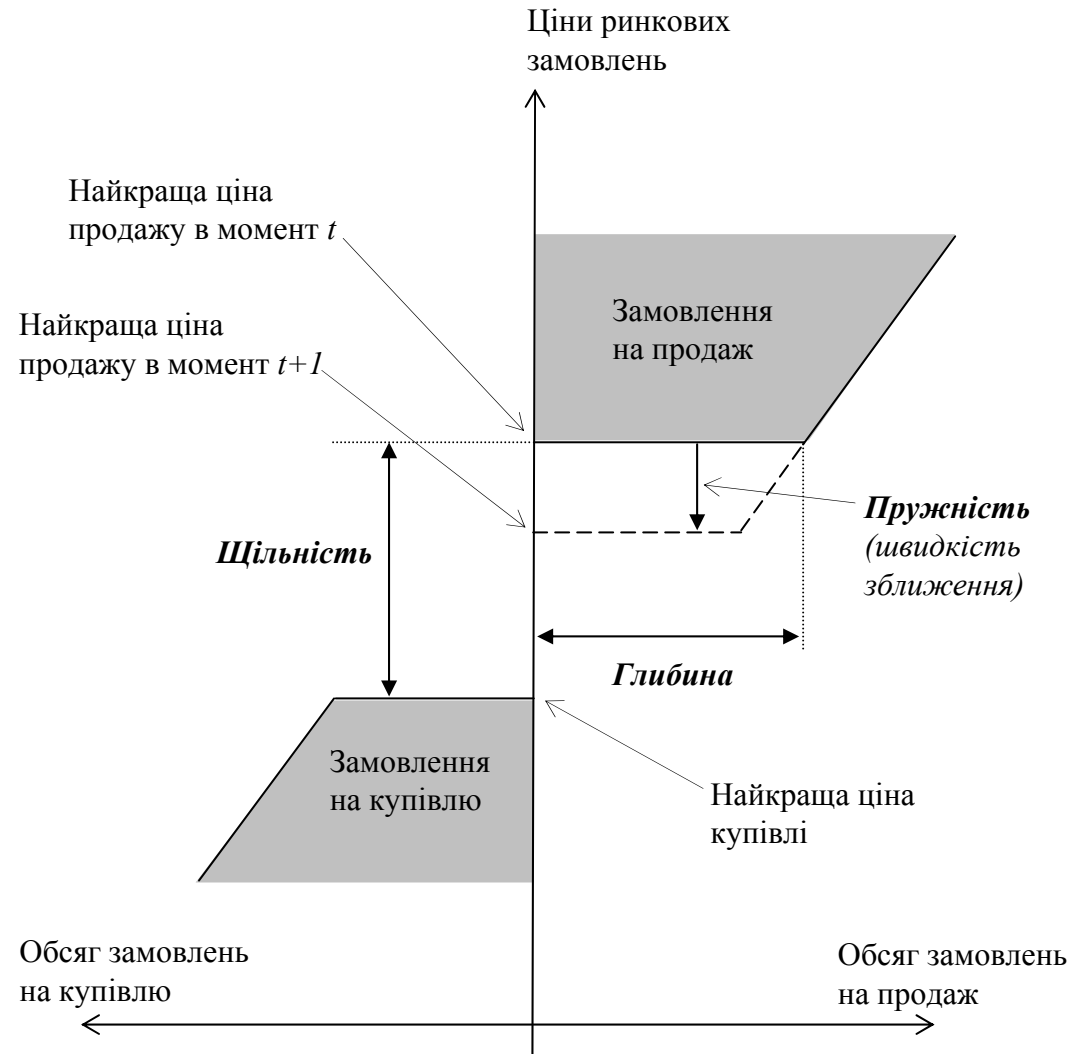 Ціни ринкових
замовлень
Найкраща ціна
продажу в момент t
Замовлення
на продаж
Найкраща ціна
продажу в момент t+1
Пружність
(швидкість
зближення)
Щільність
Глибина
Замовлення
на купівлю
Найкраща ціна
купівлі
Обсяг замовлень
на купівлю
Обсяг замовлень
на продаж